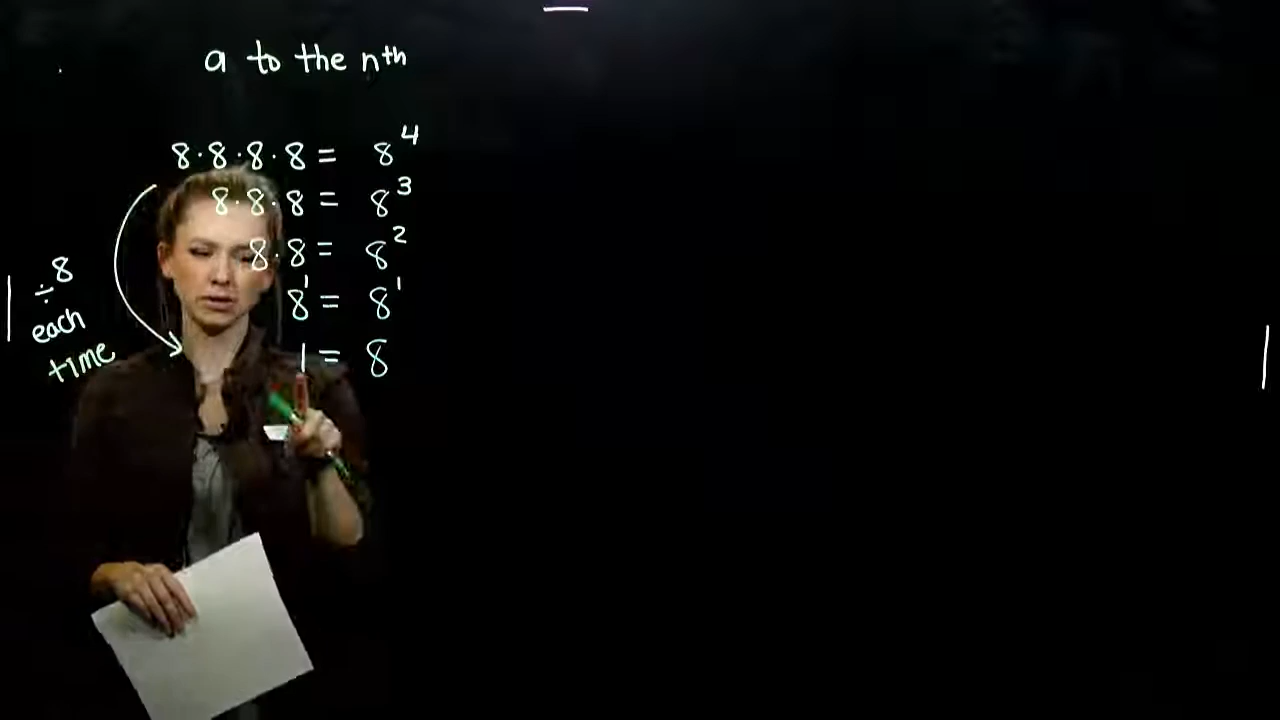 a to the nth
8·8·8·8 = 8⁴
8·8·8 = 8³
8·8 = 8²
8¹ = 8¹
1 = 8
÷8
each
time